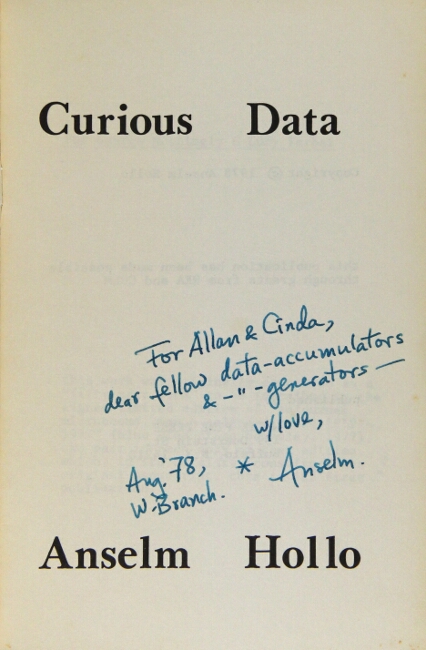 Curious Data
For Allan & Cinda,
dear fellow data-accumulators
& -"- generators —
w/love,
Aug. '78, * Anselm.
W. Branch.
Anselm Hollo